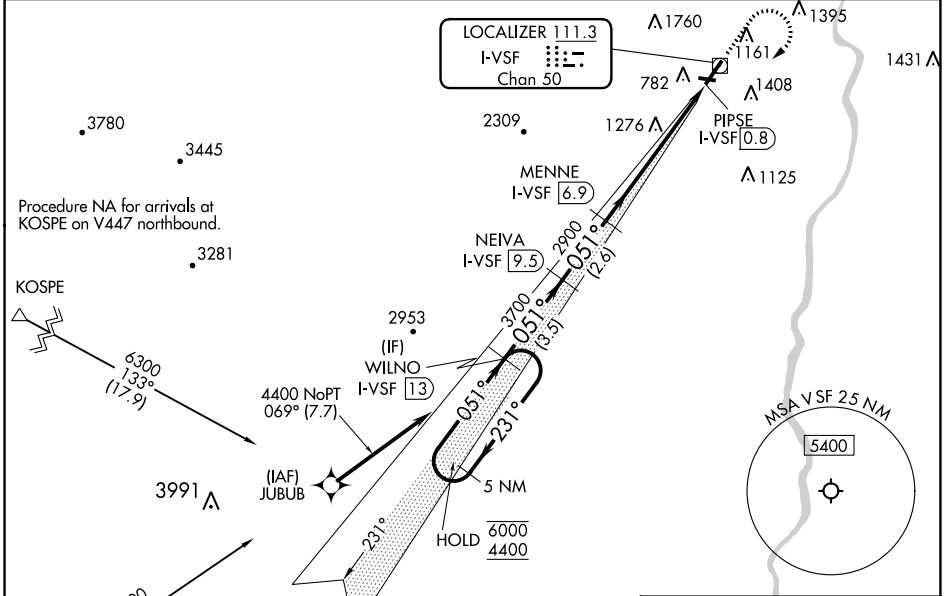 1760
1395
LOCALIZER 111.3
I-VSF
Chan 50
1161
1431
782
1408
3780
2309
1276
PIPSE
I-VSF 0.8
3445
MENNE
I-VSF 6.9
1125
Procedure NA for arrivals at
KOSPE on V447 northbound.
2900
051°
(2.6)
NEIVA
I-VSF 9.5
3281
KOSPE
3700
051°
(3.5)
2953
(IF)
WILNO
I-VSF 13
6300
133°
(17.9)
4400 NoPT
069° (7.7)
051°
231°
MSA VSF 25 NM
5400
(IAF)
JUBUB
3991
5 NM
231°
HOLD 6000
4400